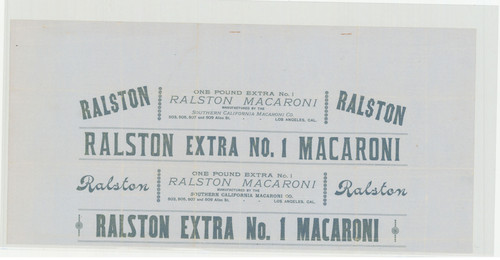 RALSTON
ONE POUND EXTRA No. 1
RALSTON MACARONI
MANUFACTURED BY THE
SOUTHERN CALIFORNIA MACARONI CO.
LOS ANGELES, CAL.
RALSTON
RALSTON EXTRA No. 1 MACARONI
Ralston
ONE POUND EXTRA No. 1
RALSTON MACARONI
MANUFACTURED BY THE
SOUTHERN CALIFORNIA MACARONI CO.
LOS ANGELES, CAL.
Ralston
RALSTON EXTRA No. 1 MACARONI